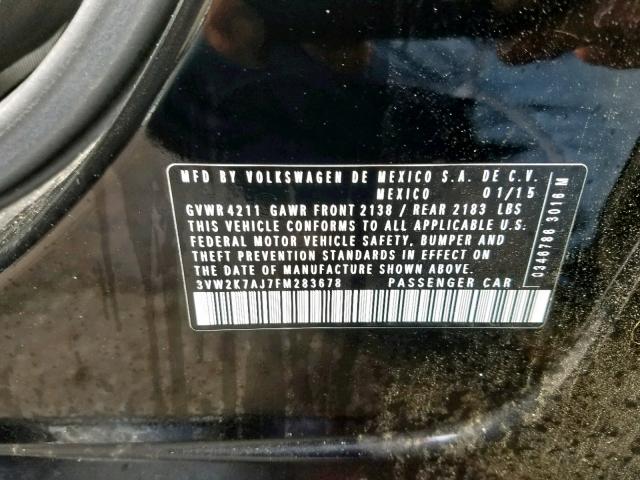 MFD BY VOLKSWAGEN DE MEXICO S.A. DE C.V.
MEXICO 01/15
GVWR 4211 GAWR FRONT 2138 / REAR 2183 LBS
THIS VEHICLE CONFORMS TO ALL APPLICABLE U.S.
FEDERAL MOTOR VEHICLE SAFETY, BUMPER AND
THEFT PREVENTION STANDARDS IN EFFECT ON
THE DATE OF MANUFACTURE SHOWN ABOVE.
3VW2K7AJ7FM283678 PASSENGER CAR
0346786 3016 M